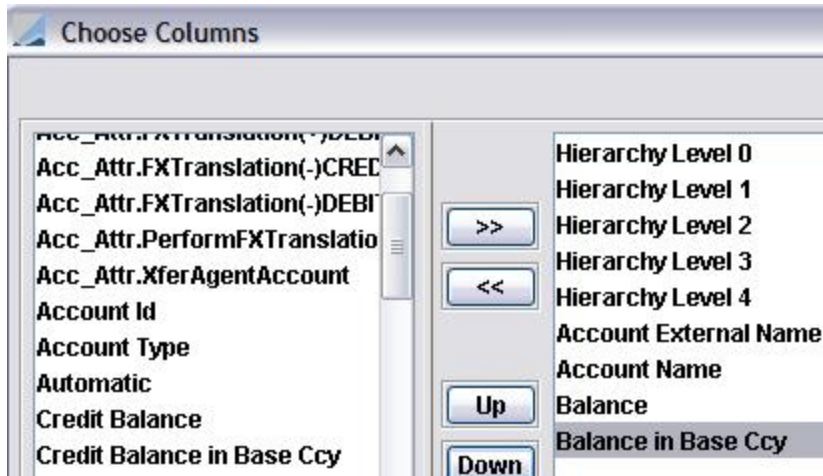 Choose Columns
Acc_Attr.FXTranslation(-)CRED
Acc_Attr.FXTranslation(-)DEBI
Acc_Attr.PerformFXTranslatio
Acc_Attr.XferAgentAccount
Account Id
Account Type
Automatic
Credit Balance
Credit Balance in Base Ccy
>>
<<
Up
Down
Hierarchy Level 0
Hierarchy Level 1
Hierarchy Level 2
Hierarchy Level 3
Hierarchy Level 4
Account External Name
Account Name
Balance
Balance in Base Ccy